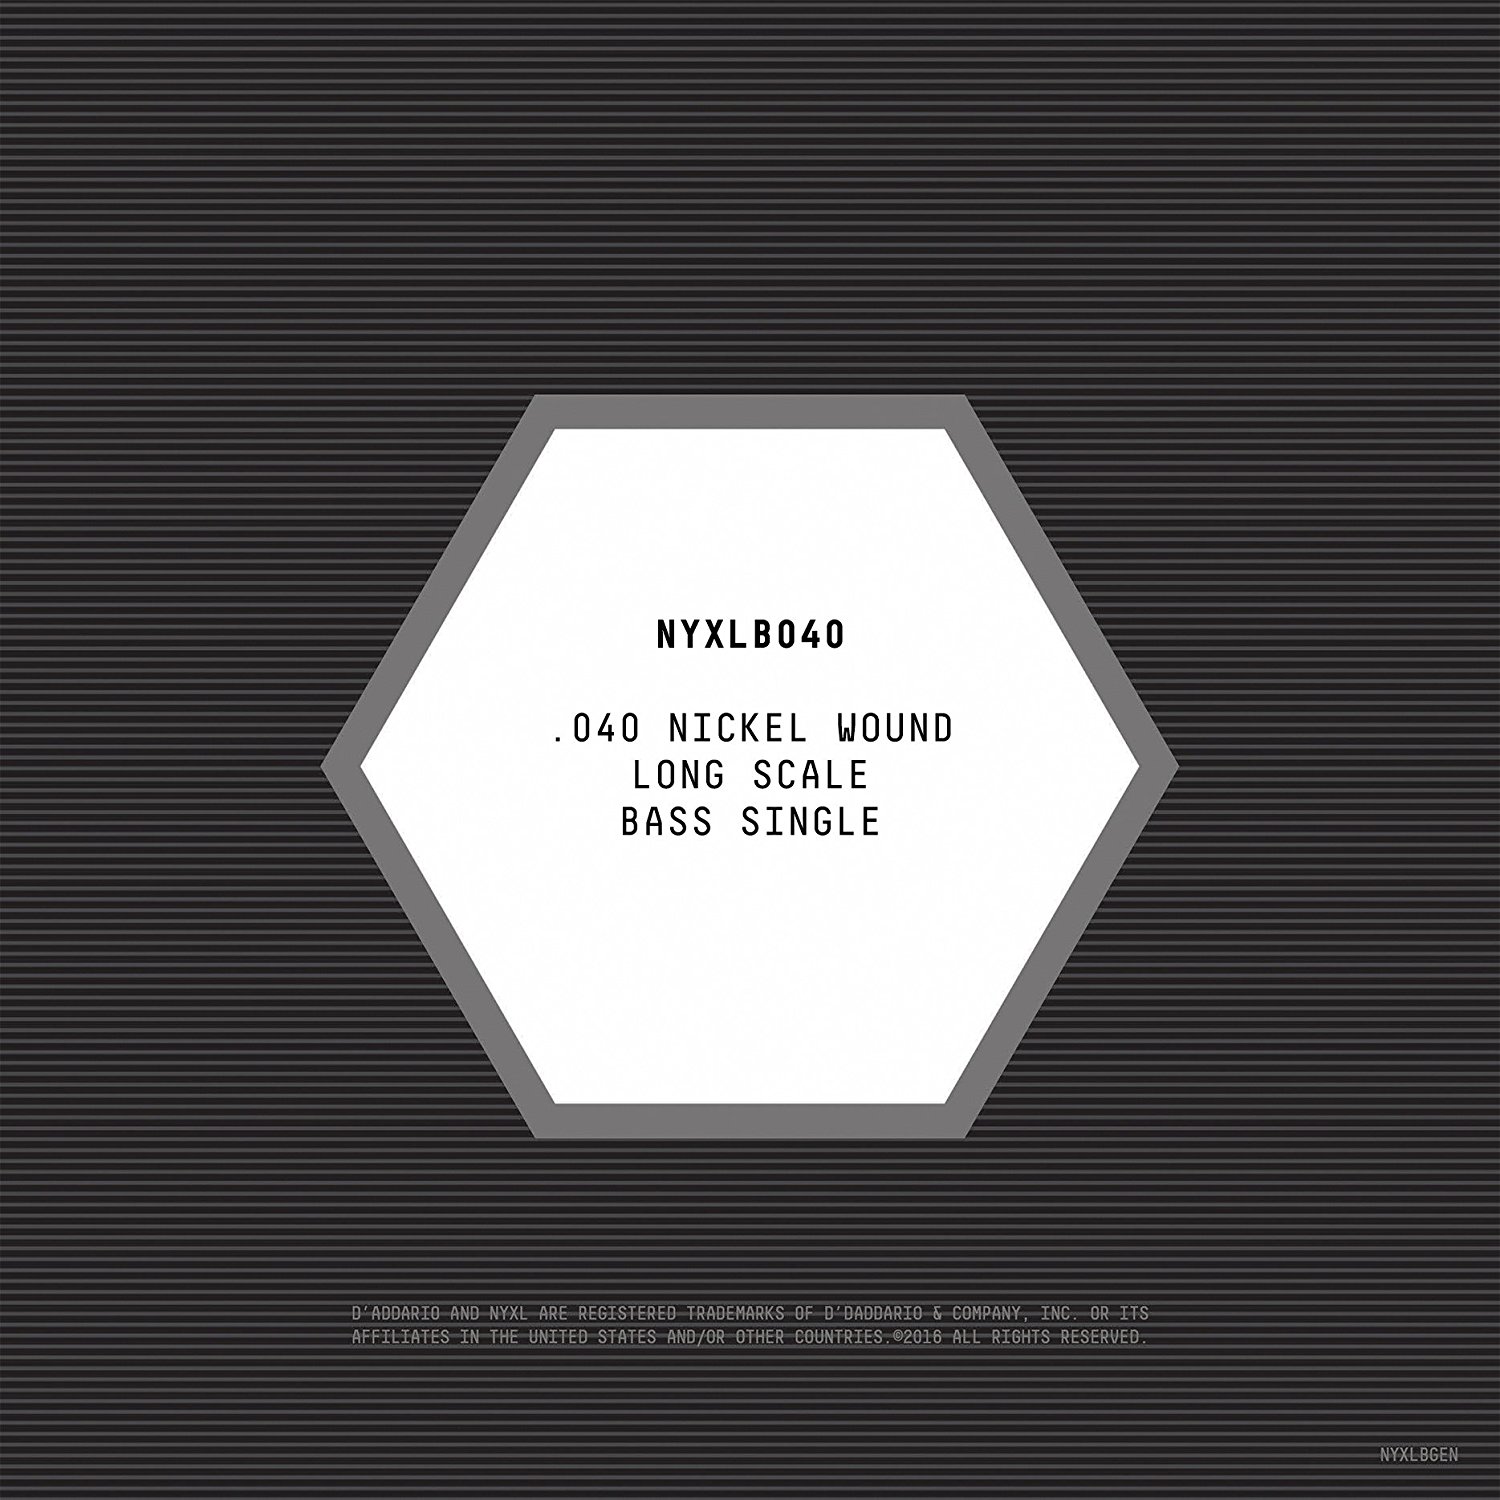 NYXLB040
.040 NICKEL WOUND
LONG SCALE
BASS SINGLE
D'ADDARIO AND NYXL ARE REGISTERED TRADEMARKS OF D'DADDARIO & COMPANY, INC. OR ITS
AFFILIATES IN THE UNITED STATES AND/OR OTHER COUNTRIES.©2016 ALL RIGHTS RESERVED.
NYXLBGEN